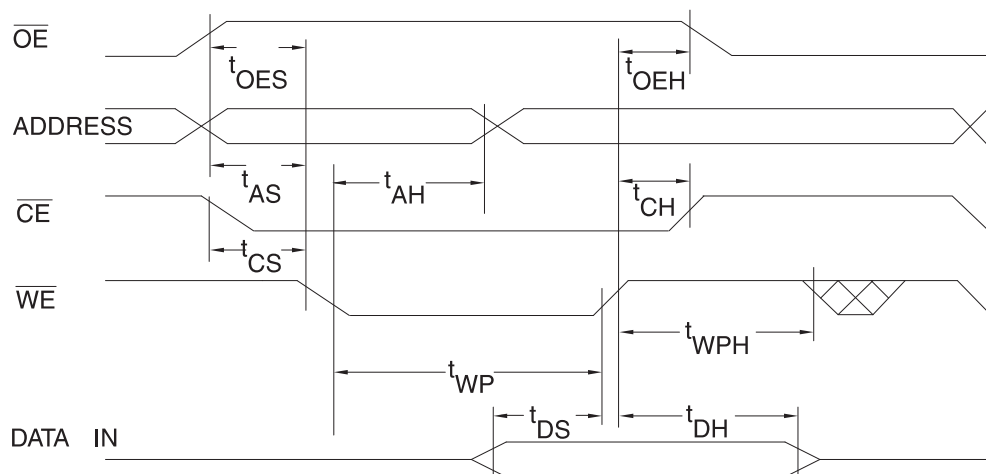 OE
tOES
tOEH
ADDRESS
tAS
tAH
tCH
CE
tCS
WE
tWPH
tWP
tDS
tDH
DATA IN